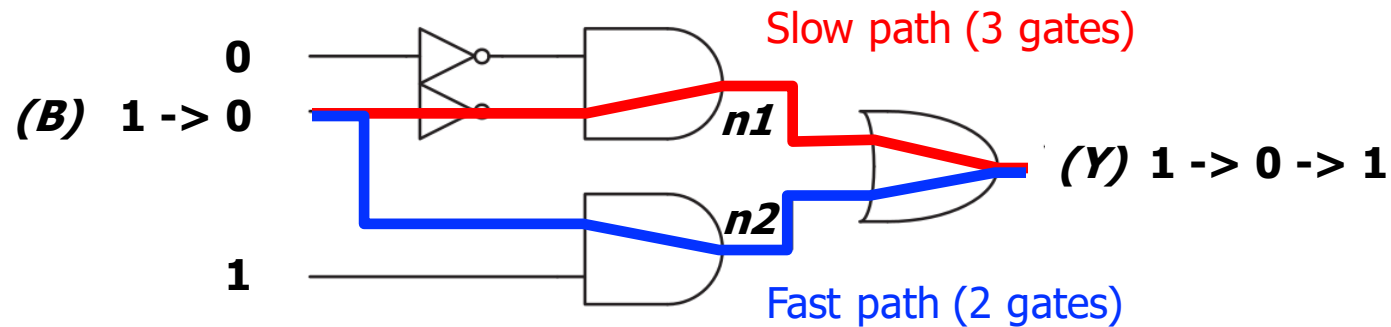 Slow path (3 gates)
0
(B) 1 -> 0
n1
(Y) 1 -> 0 -> 1
n2
1
Fast path (2 gates)